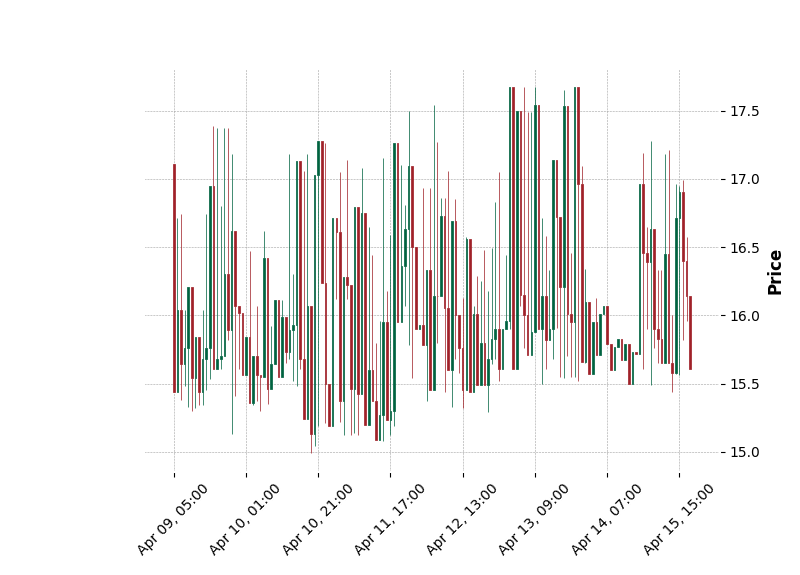 17.5
17.0
16.5
16.0
15.5
15.0
Price
Apr 09, 05:00
Apr 10, 01:00
Apr 10, 21:00
Apr 11, 17:00
Apr 12, 13:00
Apr 13, 09:00
Apr 14, 07:00
Apr 15, 15:00